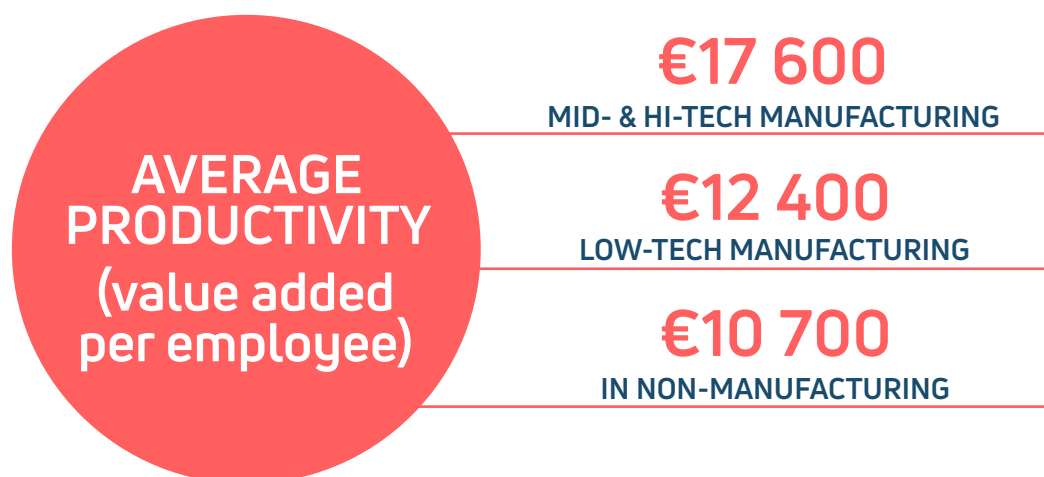 AVERAGE
PRODUCTIVITY
(value added
per employee)
€17 600
MID- & HI-TECH MANUFACTURING
€12 400
LOW-TECH MANUFACTURING
€10 700
IN NON-MANUFACTURING